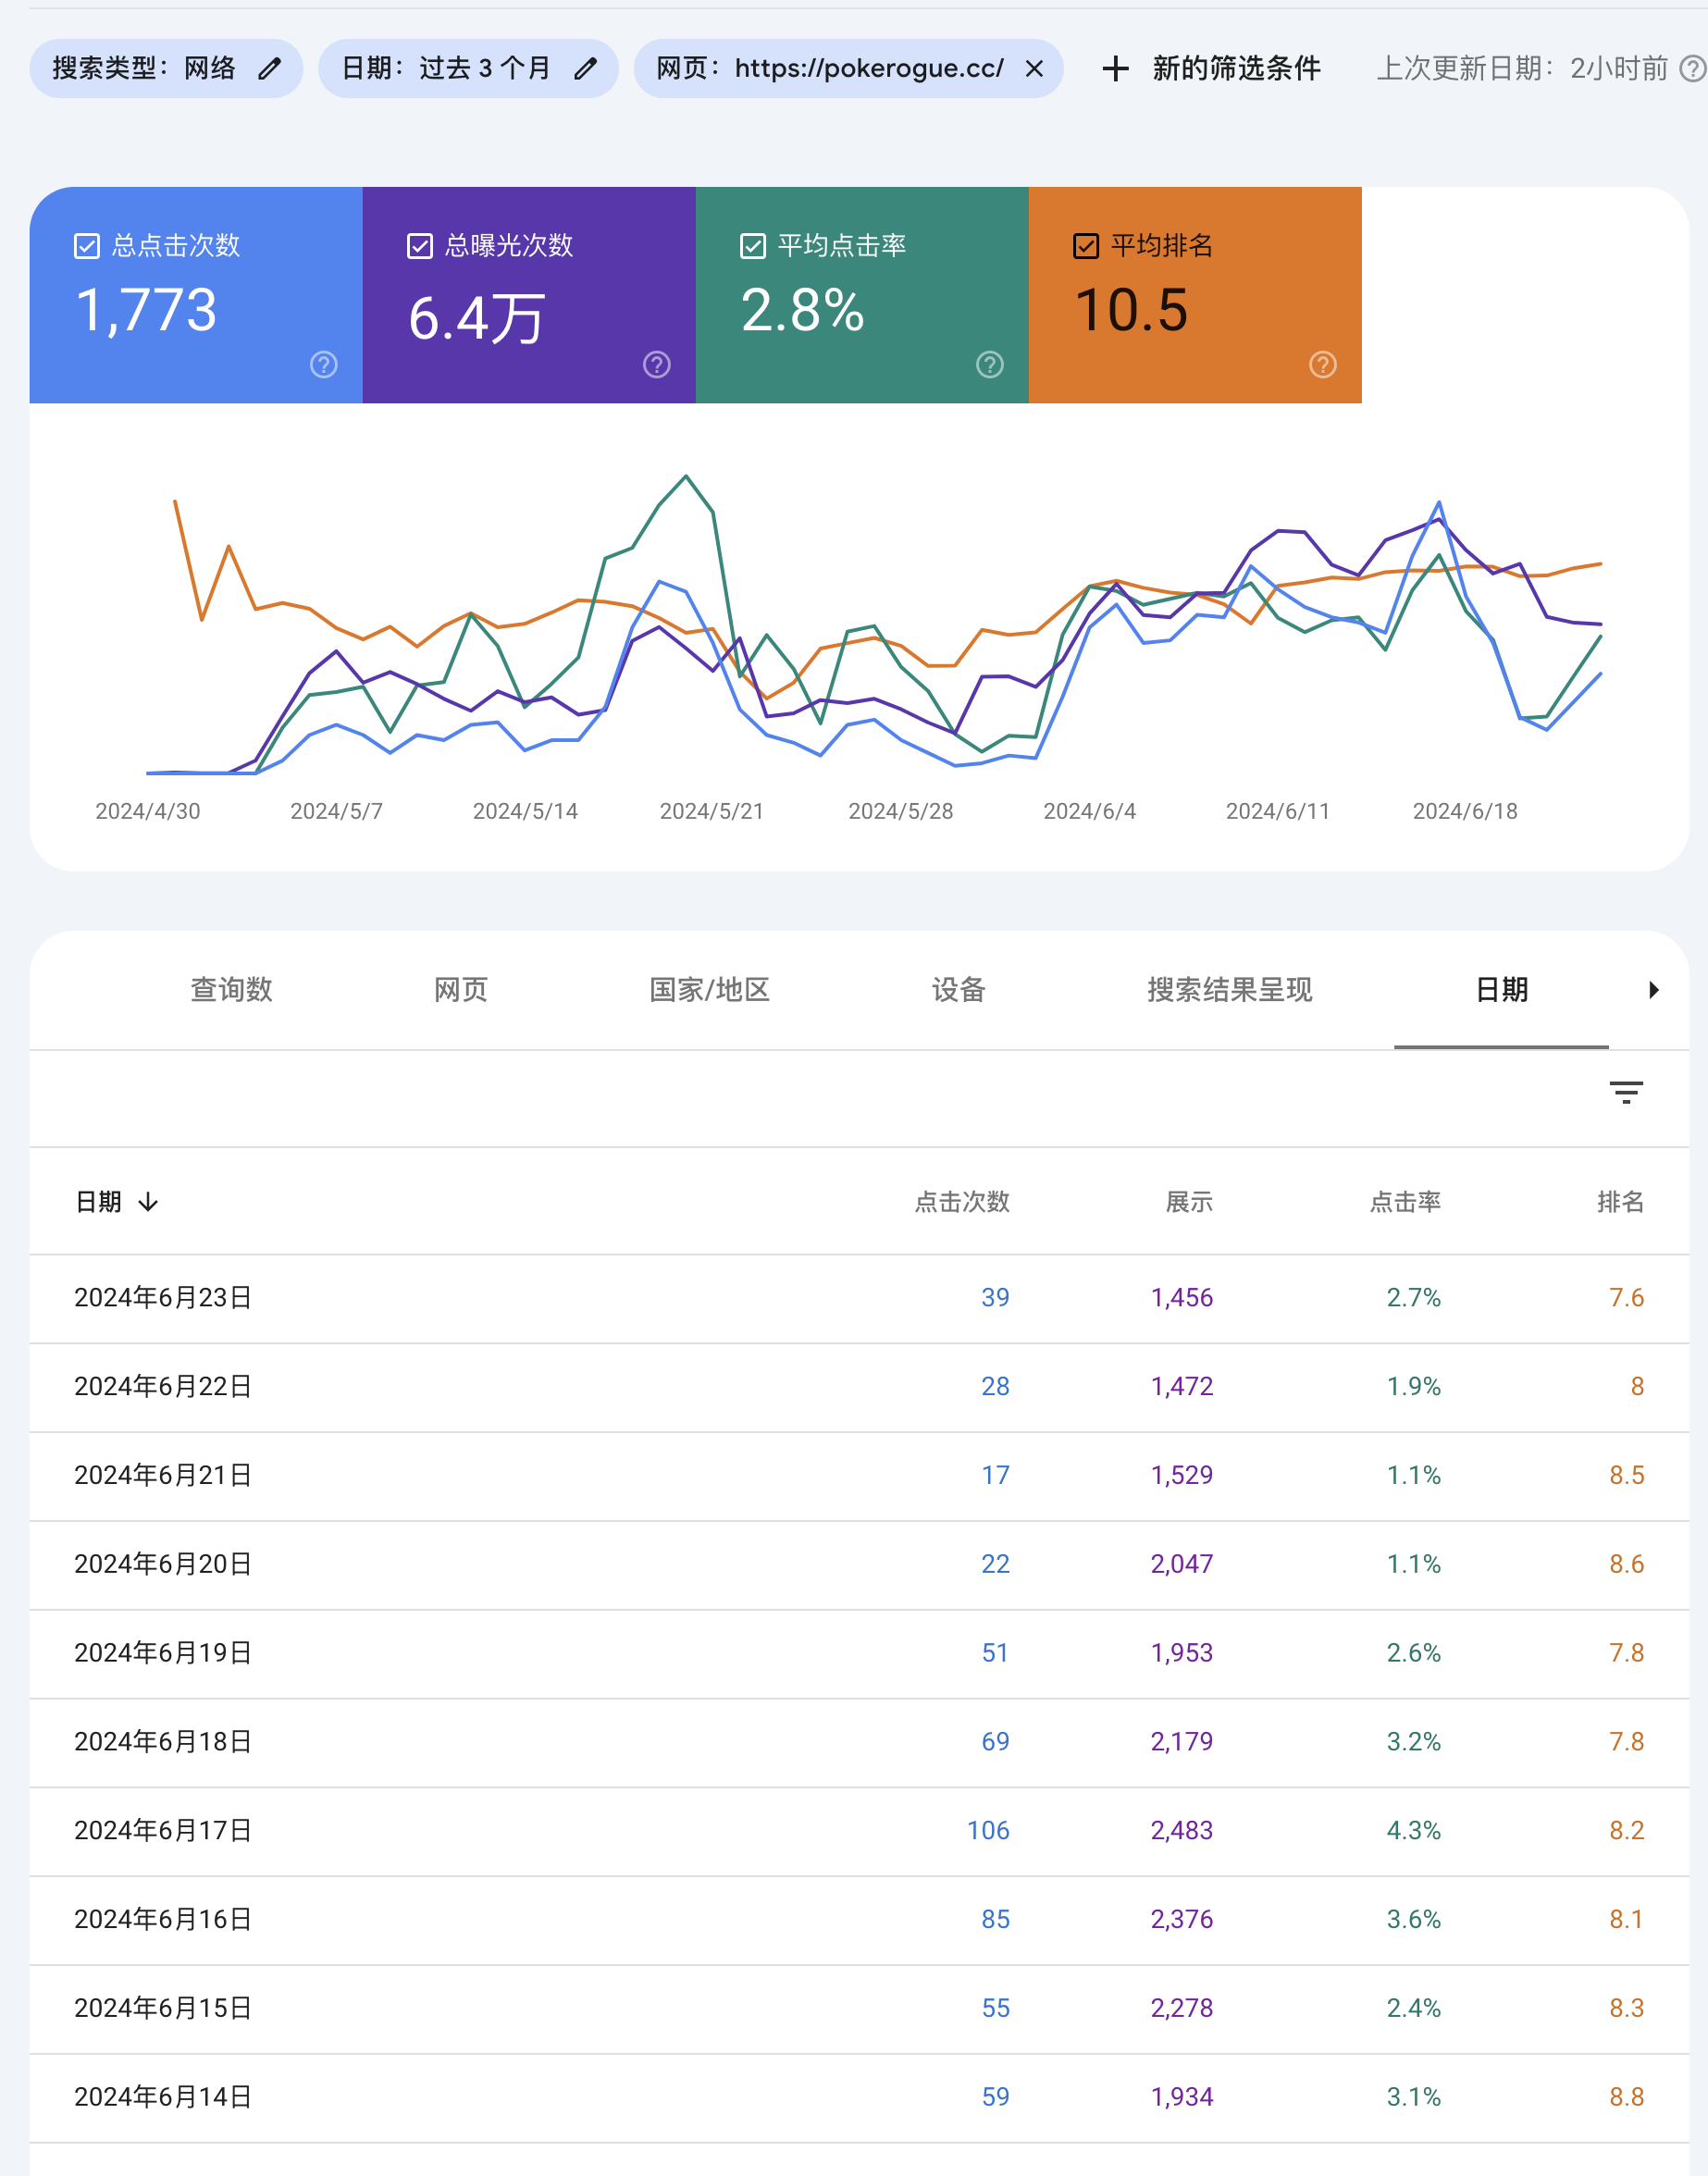 搜索类型：网络 日期：过去 3 个月 网页：https://pokerogue.cc/ 新的筛选条件 上次更新日期：2小时前
总点击次数 总曝光次数 平均点击率 平均排名
1,773 6.4万 2.8% 10.5
2024/4/30 2024/5/7 2024/5/14 2024/5/21 2024/5/28 2024/6/4 2024/6/11 2024/6/18
查询数 网页 国家/地区 设备 搜索结果呈现 日期
日期 点击次数 展示 点击率 排名
2024年6月23日 39 1,456 2.7% 7.6
2024年6月22日 28 1,472 1.9% 8
2024年6月21日 17 1,529 1.1% 8.5
2024年6月20日 22 2,047 1.1% 8.6
2024年6月19日 51 1,953 2.6% 7.8
2024年6月18日 69 2,179 3.2% 7.8
2024年6月17日 106 2,483 4.3% 8.2
2024年6月16日 85 2,376 3.6% 8.1
2024年6月15日 55 2,278 2.4% 8.3
2024年6月14日 59 1,934 3.1% 8.8